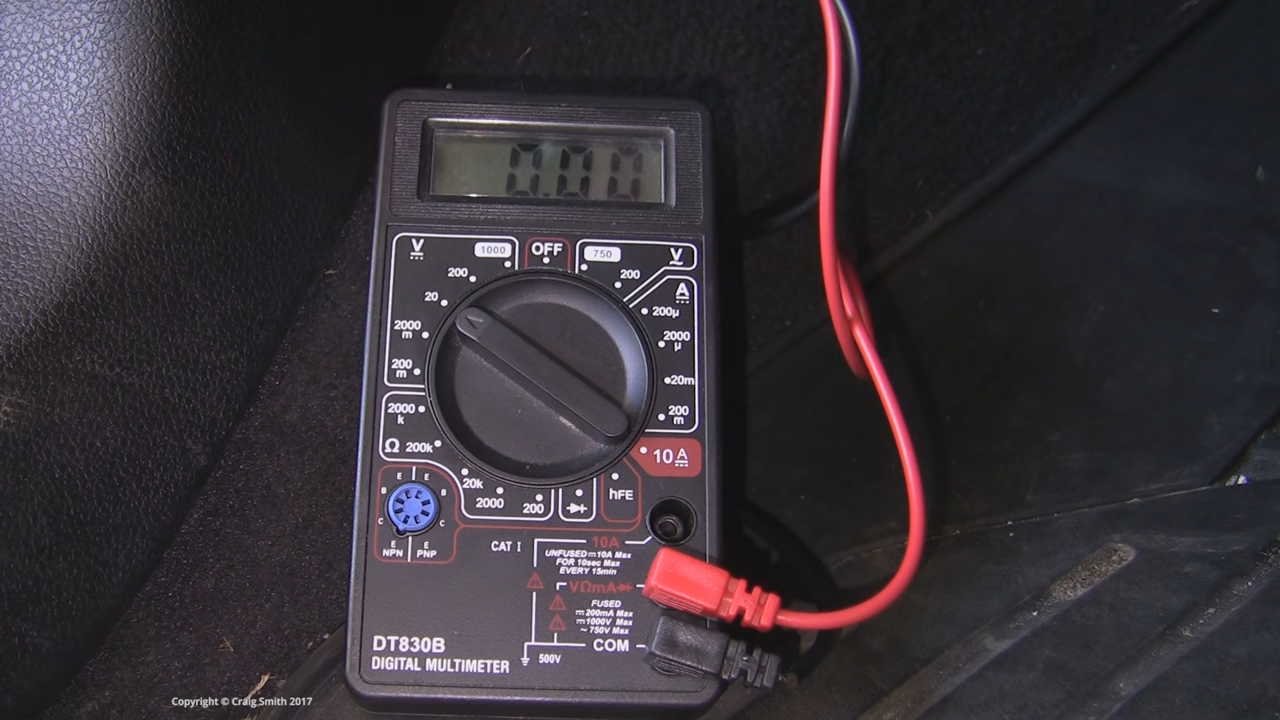 0.00
V
1000
OFF
750
V
200
200
A
20
200µ
2000
m
2000
µ
200
m
20m
2000
k
200
m
Ω
200k
10A
20k
2000
200
hFE
E
E
B
B
C
C
E
E
NPN
PNP
CAT I
10A
UNFUSED 10A Max
FOR 10sec Max
EVERY 15min
VΩmA
FUSED
200mA Max
1000V Max
~ 750V Max
DT830B
COM
DIGITAL MULTIMETER
500V
Copyright © Craig Smith 2017